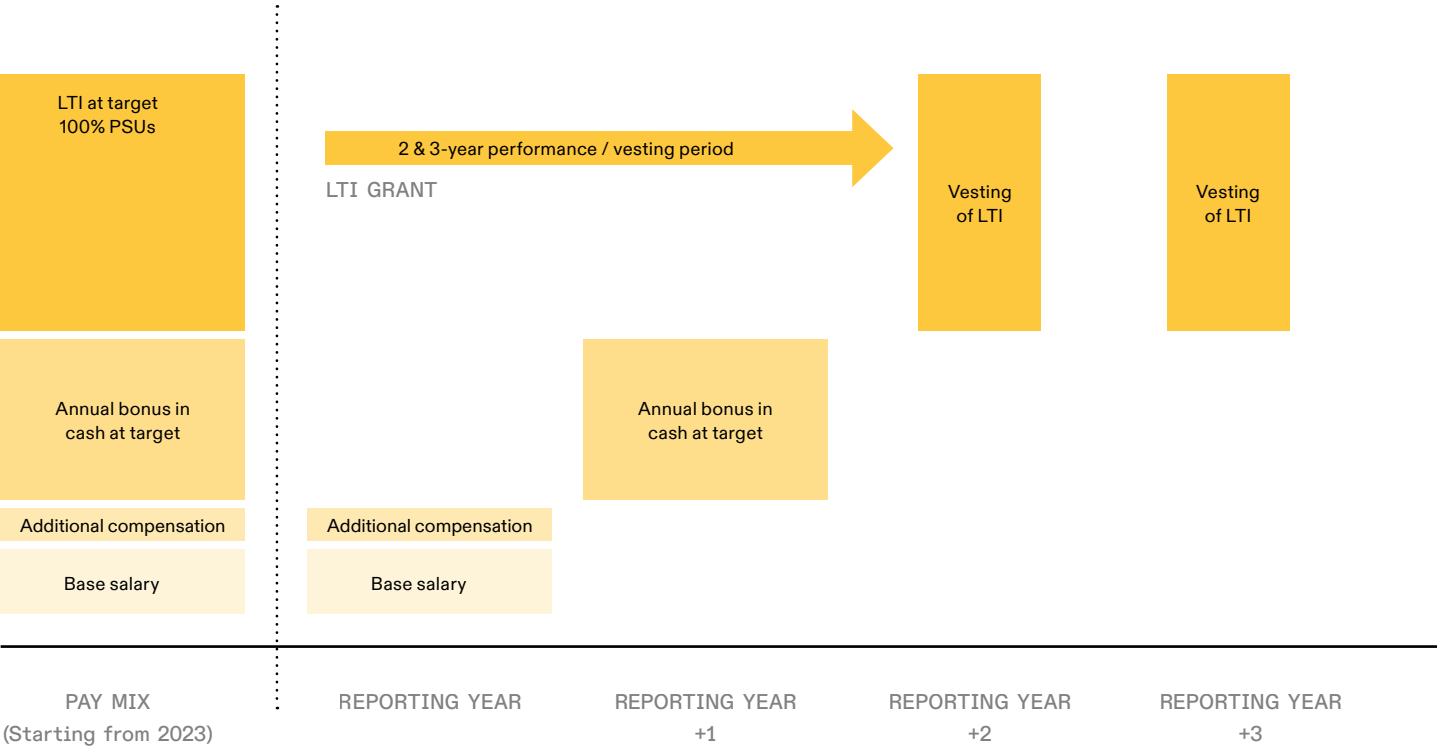 LTI at target
100% PSUs
2 & 3-year performance / vesting period
LTI GRANT
Vesting
of LTI
Vesting
of LTI
Annual bonus in
cash at target
Annual bonus in
cash at target
Additional compensation
Additional compensation
Base salary
Base salary
PAY MIX
(Starting from 2023)
REPORTING YEAR
REPORTING YEAR
+1
REPORTING YEAR
+2
REPORTING YEAR
+3